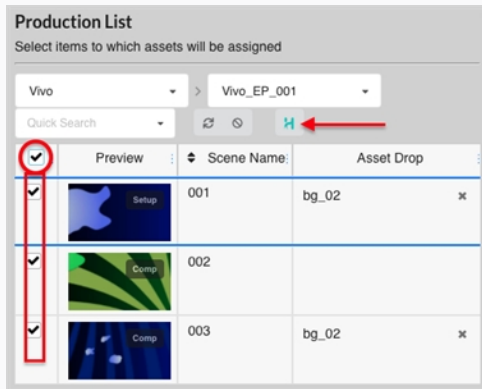 Production List
Select items to which assets will be assigned
Vivo > Vivo_EP_001
Quick Search
Preview Scene Name Asset Drop
Setup 001 bg_02
Comp 002
Comp 003 bg_02